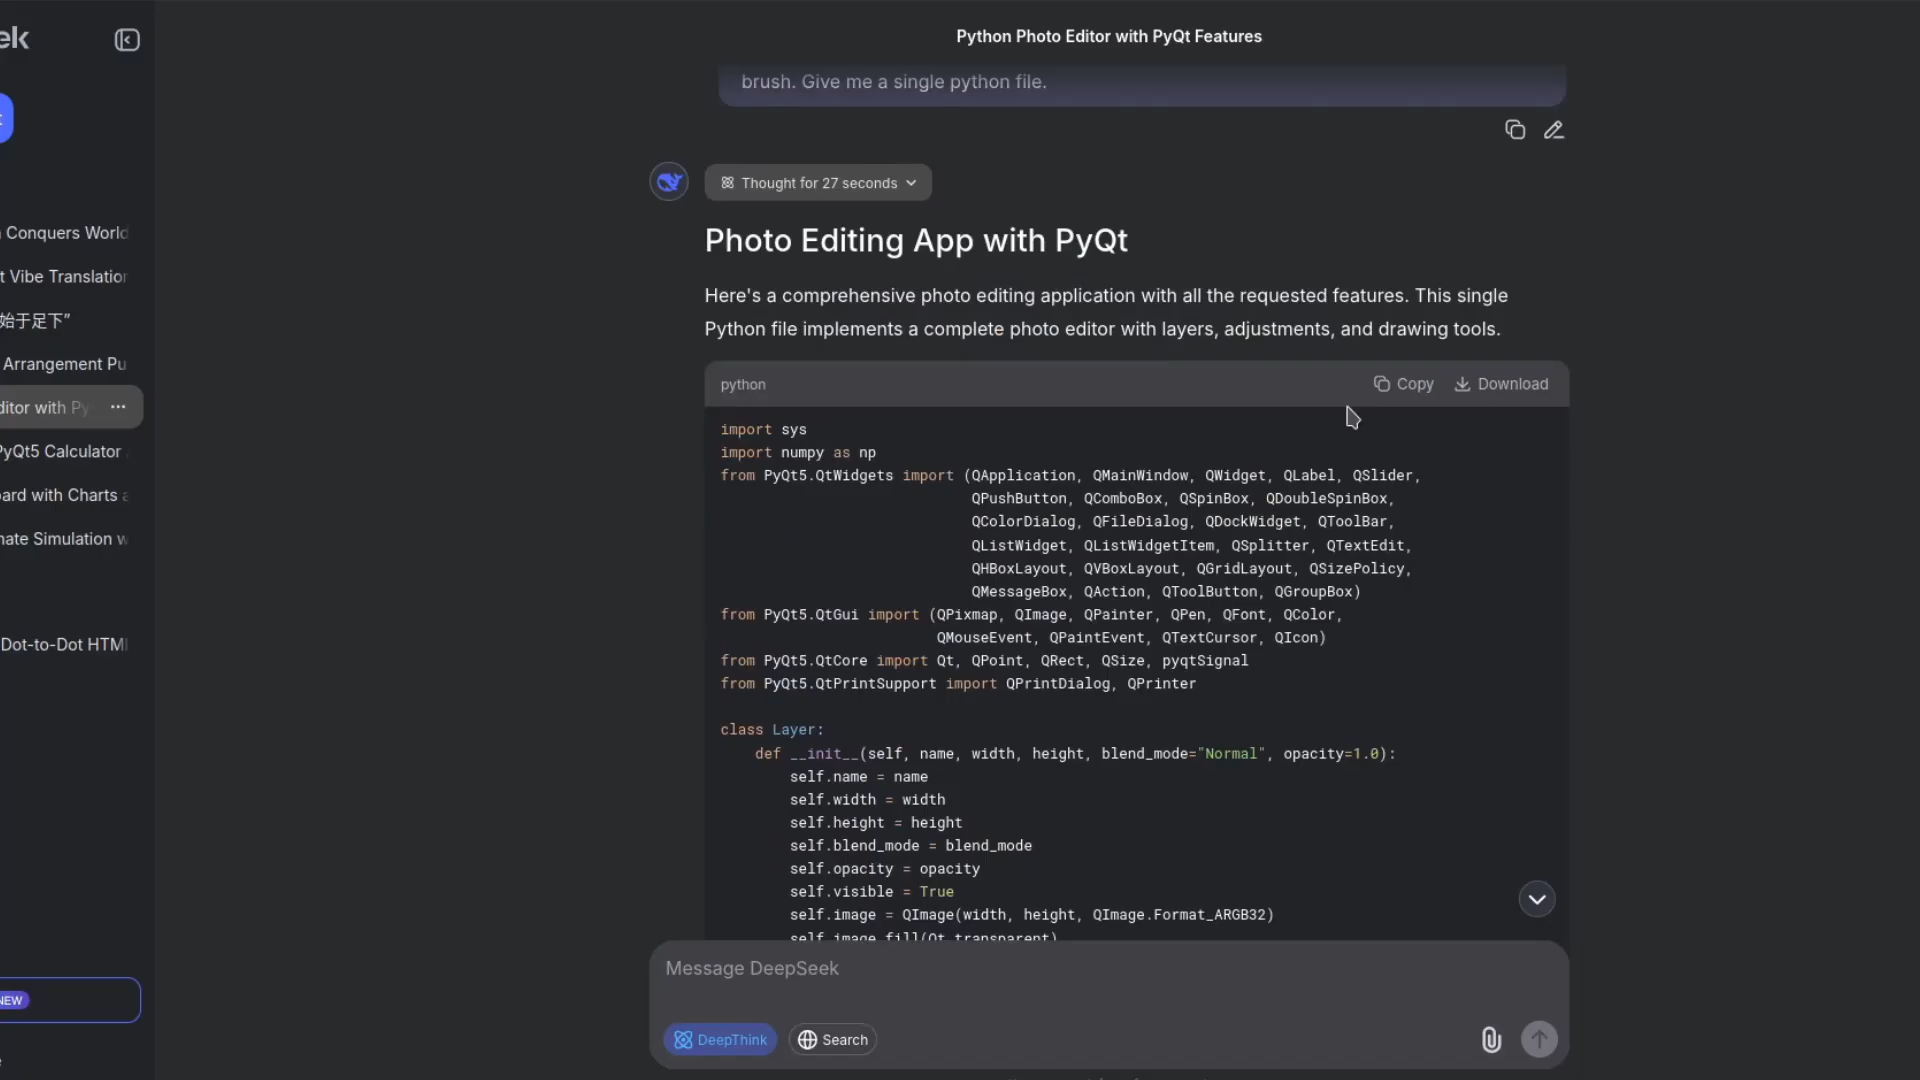 ek
Python Photo Editor with PyQt Features
brush. Give me a single python file.
Thought for 27 seconds
Photo Editing App with PyQt
Here's a comprehensive photo editing application with all the requested features. This single
Python file implements a complete photo editor with layers, adjustments, and drawing tools.
Conquers World
t Vibe Translation
始于足下”
Arrangement Pu
ditor with Py
PyQt5 Calculator
ard with Charts a
mate Simulation w
Dot-to-Dot HTML
NEW
python
Copy
Download
import sys
import numpy as np
from PyQt5.QtWidgets import (QApplication, QMainWindow, QWidget, QLabel, QSlider,
                             QPushButton, QComboBox, QSpinBox, QDoubleSpinBox,
                             QColorDialog, QFileDialog, QDockWidget, QToolBar,
                             QListWidget, QListWidgetItem, QSplitter, QTextEdit,
                             QHBoxLayout, QVBoxLayout, QGridLayout, QSizePolicy,
                             QMessageBox, QAction, QToolButton, QGroupBox)
from PyQt5.QtGui import (QPixmap, QImage, QPainter, QPen, QFont, QColor,
                         QMouseEvent, QPaintEvent, QTextCursor, QIcon)
from PyQt5.QtCore import Qt, QPoint, QRect, QSize, pyqtSignal
from PyQt5.QtPrintSupport import QPrintDialog, QPrinter
class Layer:
    def __init__(self, name, width, height, blend_mode="Normal", opacity=1.0):
        self.name = name
        self.width = width
        self.height = height
        self.blend_mode = blend_mode
        self.opacity = opacity
        self.visible = True
        self.image = QImage(width, height, QImage.Format_ARGB32)
        self.image.fill(Qt.transparent)
Message DeepSeek
DeepThink
Search